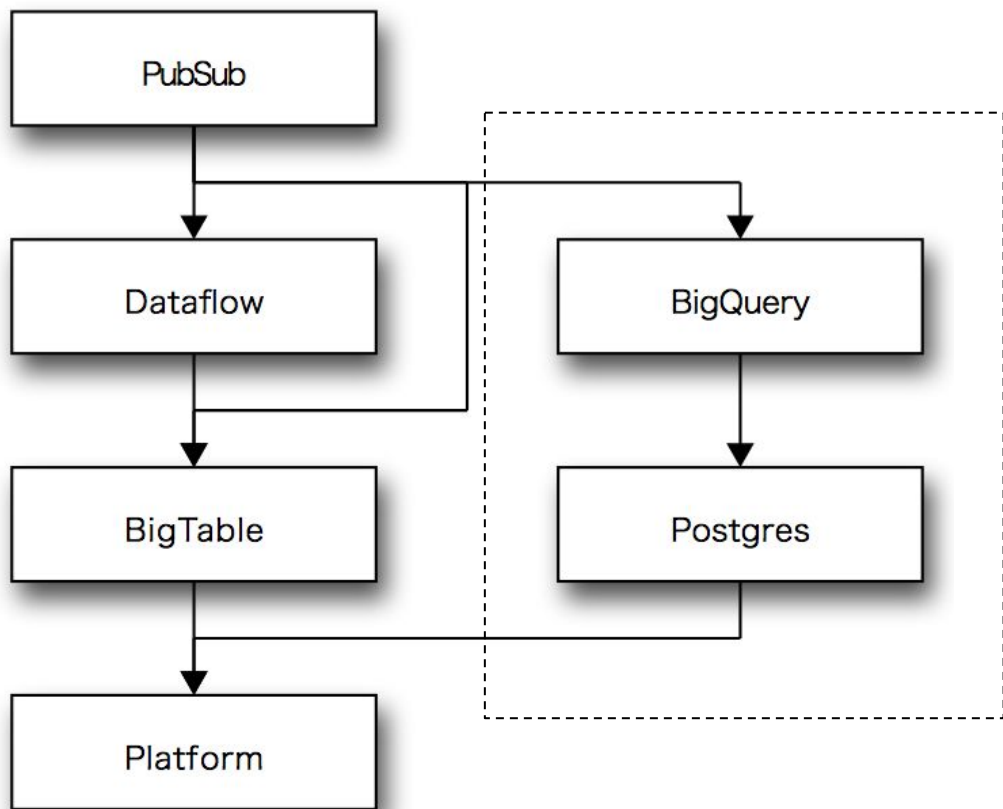 PubSub
Dataflow
BigQuery
BigTable
Postgres
Platform